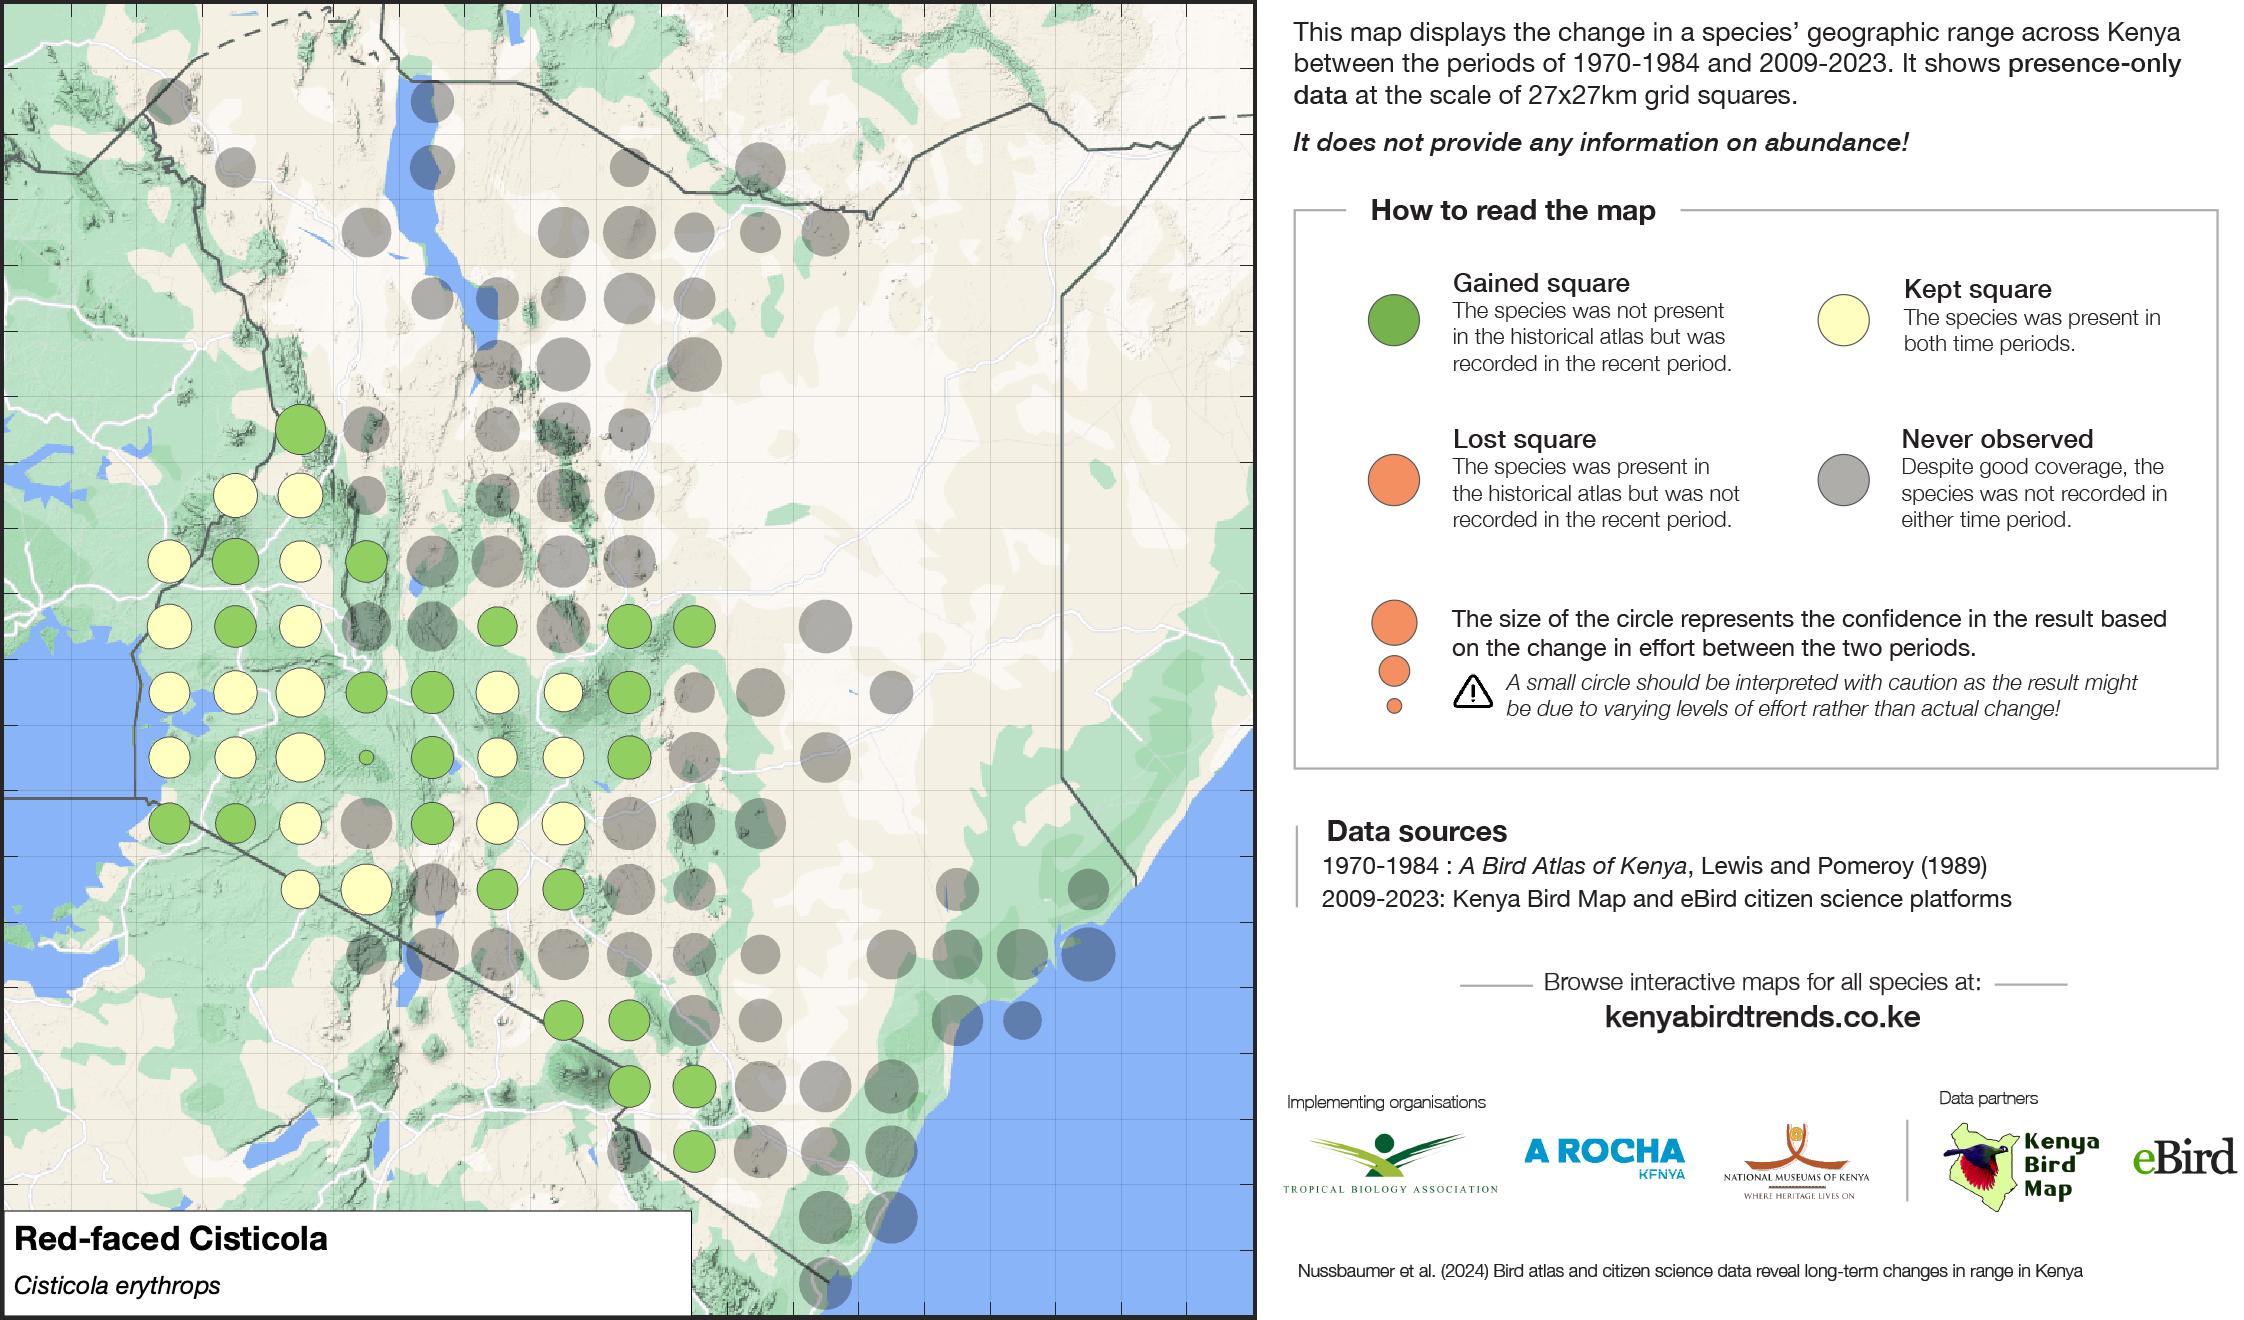 This map displays the change in a species’ geographic range across Kenya
between the periods of 1970-1984 and 2009-2023. It shows presence-only
data at the scale of 27x27km grid squares.
It does not provide any information on abundance!
How to read the map
Gained square
The species was not present
in the historical atlas but was
recorded in the recent period.
Kept square
The species was present in
both time periods.
Lost square
The species was present in
the historical atlas but was not
recorded in the recent period.
Never observed
Despite good coverage, the
species was not recorded in
either time period.
The size of the circle represents the confidence in the result based
on the change in effort between the two periods.
A small circle should be interpreted with caution as the result might
be due to varying levels of effort rather than actual change!
Data sources
1970-1984 : A Bird Atlas of Kenya, Lewis and Pomeroy (1989)
2009-2023: Kenya Bird Map and eBird citizen science platforms
Browse interactive maps for all species at:
kenyabirdtrends.co.ke
Implementing organisations
Data partners
TROPICAL BIOLOGY ASSOCIATION
A ROCHA
KENYA
NATIONAL MUSEUMS OF KENYA
WHERE HERITAGE LIVES ON
Kenya
Bird
Map
eBird
Red-faced Cisticola
Cisticola erythrops
Nussbaumer et al. (2024) Bird atlas and citizen science data reveal long-term changes in range in Kenya